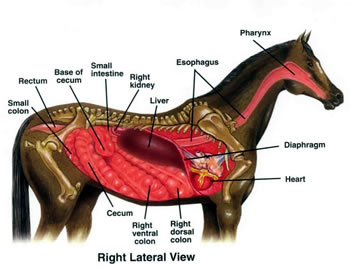 Pharynx
Esophagus
Small
intestine
Right
kidney
Base of
cecum
Rectum
Liver
Small
colon
Diaphragm
Heart
Cecum
Right
ventral
colon
Right
dorsal
colon
Right Lateral View